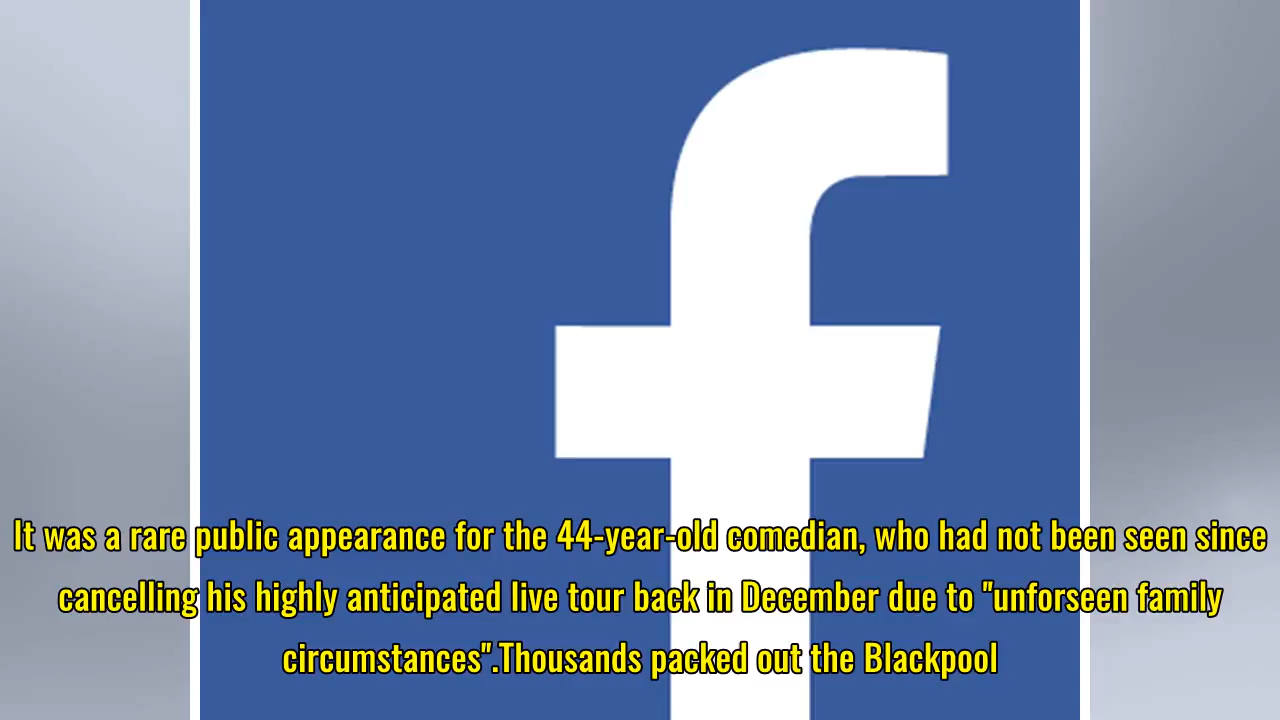 It was a rare public appearance for the 44-year-old comedian, who had not been seen since
cancelling his highly anticipated live tour back in December due to "unforseen family
circumstances".Thousands packed out the Blackpool